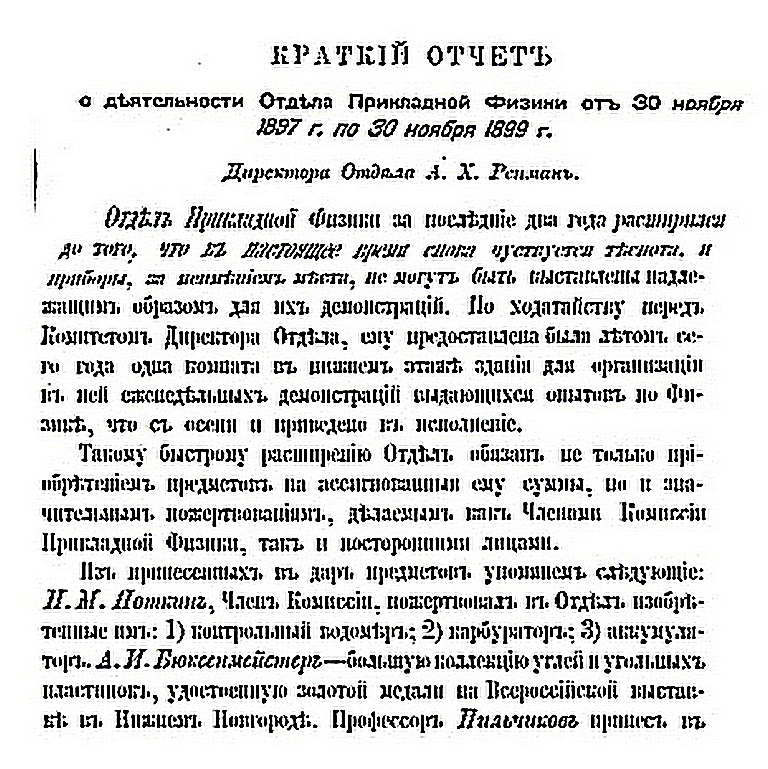 КРАТКІЙ ОТЧЕТЪ
о дѣятельности Отдѣла Прикладной Физики отъ 30 ноября
1897 г. по 30 ноября 1899 г.
Директора Отдѣла А. Х. Репманъ.
Отдѣлъ Прикладной Физики за послѣдніе два года расширился
до того, что въ настоящее время снова чувствуется тѣснота, и
приборы, за неимѣніемъ мѣста, не могутъ быть выставлены надле-
жащимъ образомъ для ихъ демонстрацій. По ходатайству передъ
Комитетомъ Директора Отдѣла, ему предоставлена была лѣтомъ се-
го года одна комната въ нижнемъ этажѣ зданія для организаціи
въ ней еженедѣльныхъ демонстрацій выдающихся опытовъ по Фи-
зикѣ, что съ осени и приведено въ исполненіе.
Такому быстрому расширенію Отдѣлъ обязанъ не только прі-
обрѣтеніемъ предметовъ на ассигнованныя ему суммы, но и зна-
чительнымъ пожертвованіямъ, дѣлаемымъ какъ Членами Комиссіи
Прикладной Физики, такъ и посторонними лицами.
Изъ принесенныхъ въ даръ предметовъ упомянемъ слѣдующіе:
Н. М. Поткинъ, Членъ Комиссіи, пожертвовалъ въ Отдѣлъ изобрѣ-
тенные имъ: 1) контрольный водомѣръ; 2) карбураторъ; 3) аккумуля-
торъ. А. И. Бюксенмейстеръ—большую коллекцію углей и угольныхъ
пластинокъ, удостоенную золотой медали на Всероссійской выстав-
кѣ въ Нижнемъ Новгородѣ. Профессоръ Пильчиковъ принесъ въ